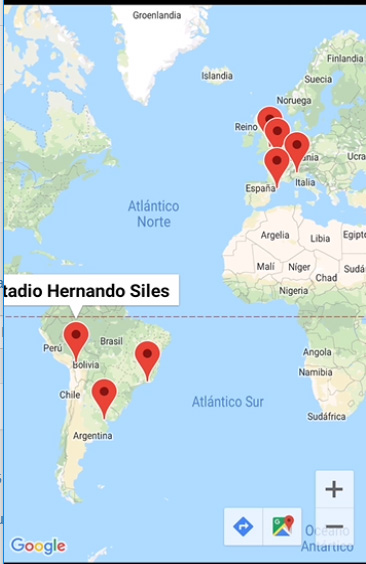 Groenlandia
Islandia
Finlandia
Suecia
Noruega
Reino
Ucra
España
Italia
Atlántico
Norte
Argelia
Libia
Egipto
Malí
Níger
Chad
Sudá
Nigeria
tadio Hernando Siles
Perú
Brasil
Bolivia
Angola
Namibia
Chile
Atlántico Sur
Sudáfrica
Argentina
Océano
Antártico
Google